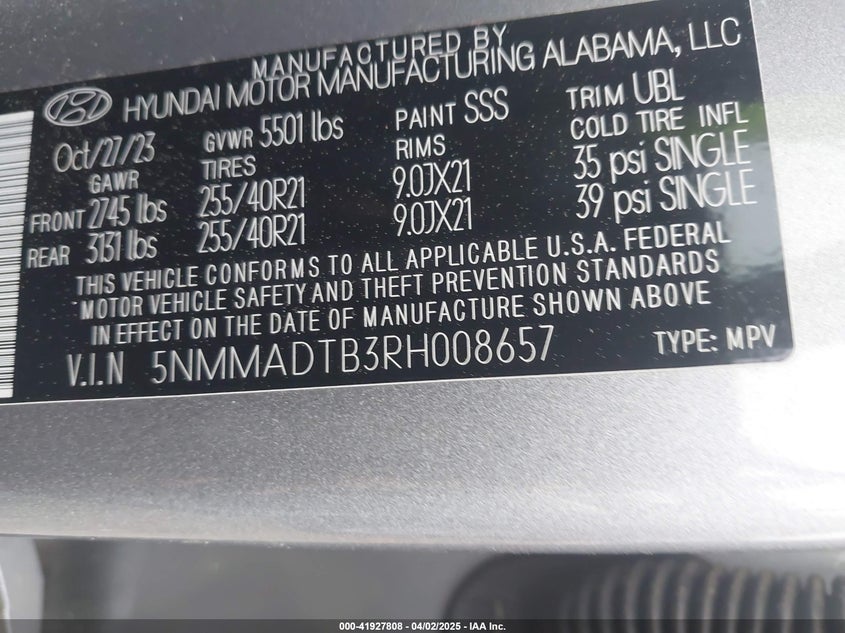 MANUFACTURED BY
HYUNDAI MOTOR MANUFACTURING ALABAMA, LLC
Oct/27/23 GVWR 5501 lbs PAINT SSS TRIM UBL
GAWR TIRES RIMS COLD TIRE INFL
FRONT 2745 lbs 255/40R21 9.0JX21 35 psi SINGLE
REAR 3131 lbs 255/40R21 9.0JX21 39 psi SINGLE
THIS VEHICLE CONFORMS TO ALL APPLICABLE U.S.A. FEDERAL
MOTOR VEHICLE SAFETY AND THEFT PREVENTION STANDARDS
IN EFFECT ON THE DATE OF MANUFACTURE SHOWN ABOVE
V.I.N 5NMMADTB3RH008657 TYPE: MPV
000-41927808 - 04/02/2025 - IAA Inc.